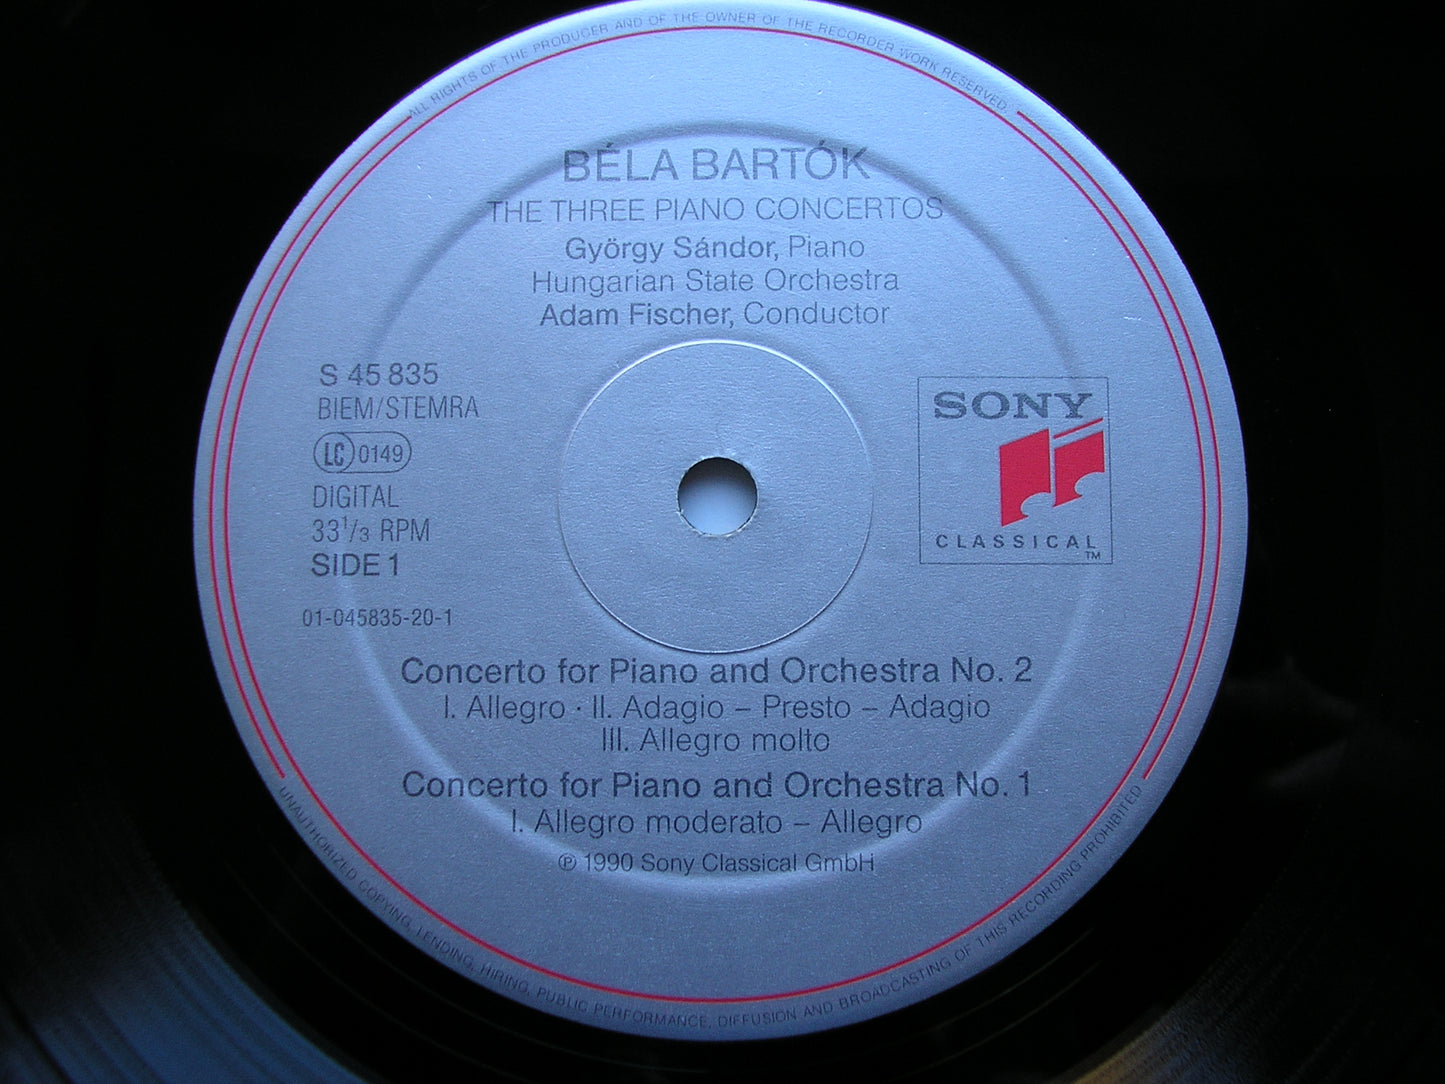 ALL RIGHTS OF THE PRODUCER AND OF THE OWNER OF THE RECORDER WORK RESERVED.
BÉLA BARTÓK
THE THREE PIANO CONCERTOS
György Sándor, Piano
Hungarian State Orchestra
Adam Fischer, Conductor
S 45 835
BIEM/STEMRA
LC 0149
DIGITAL
33 1/3 RPM
SIDE 1
01-045835-20-1
SONY
CLASSICAL TM
Concerto for Piano and Orchestra No. 2
I. Allegro · II. Adagio – Presto – Adagio
III. Allegro molto
Concerto for Piano and Orchestra No. 1
I. Allegro moderato – Allegro
℗ 1990 Sony Classical GmbH
UNAUTHORIZED COPYING, LENDING, HIRING, PUBLIC PERFORMANCE, DIFFUSION AND BROADCASTING OF THIS RECORDING PROHIBITED